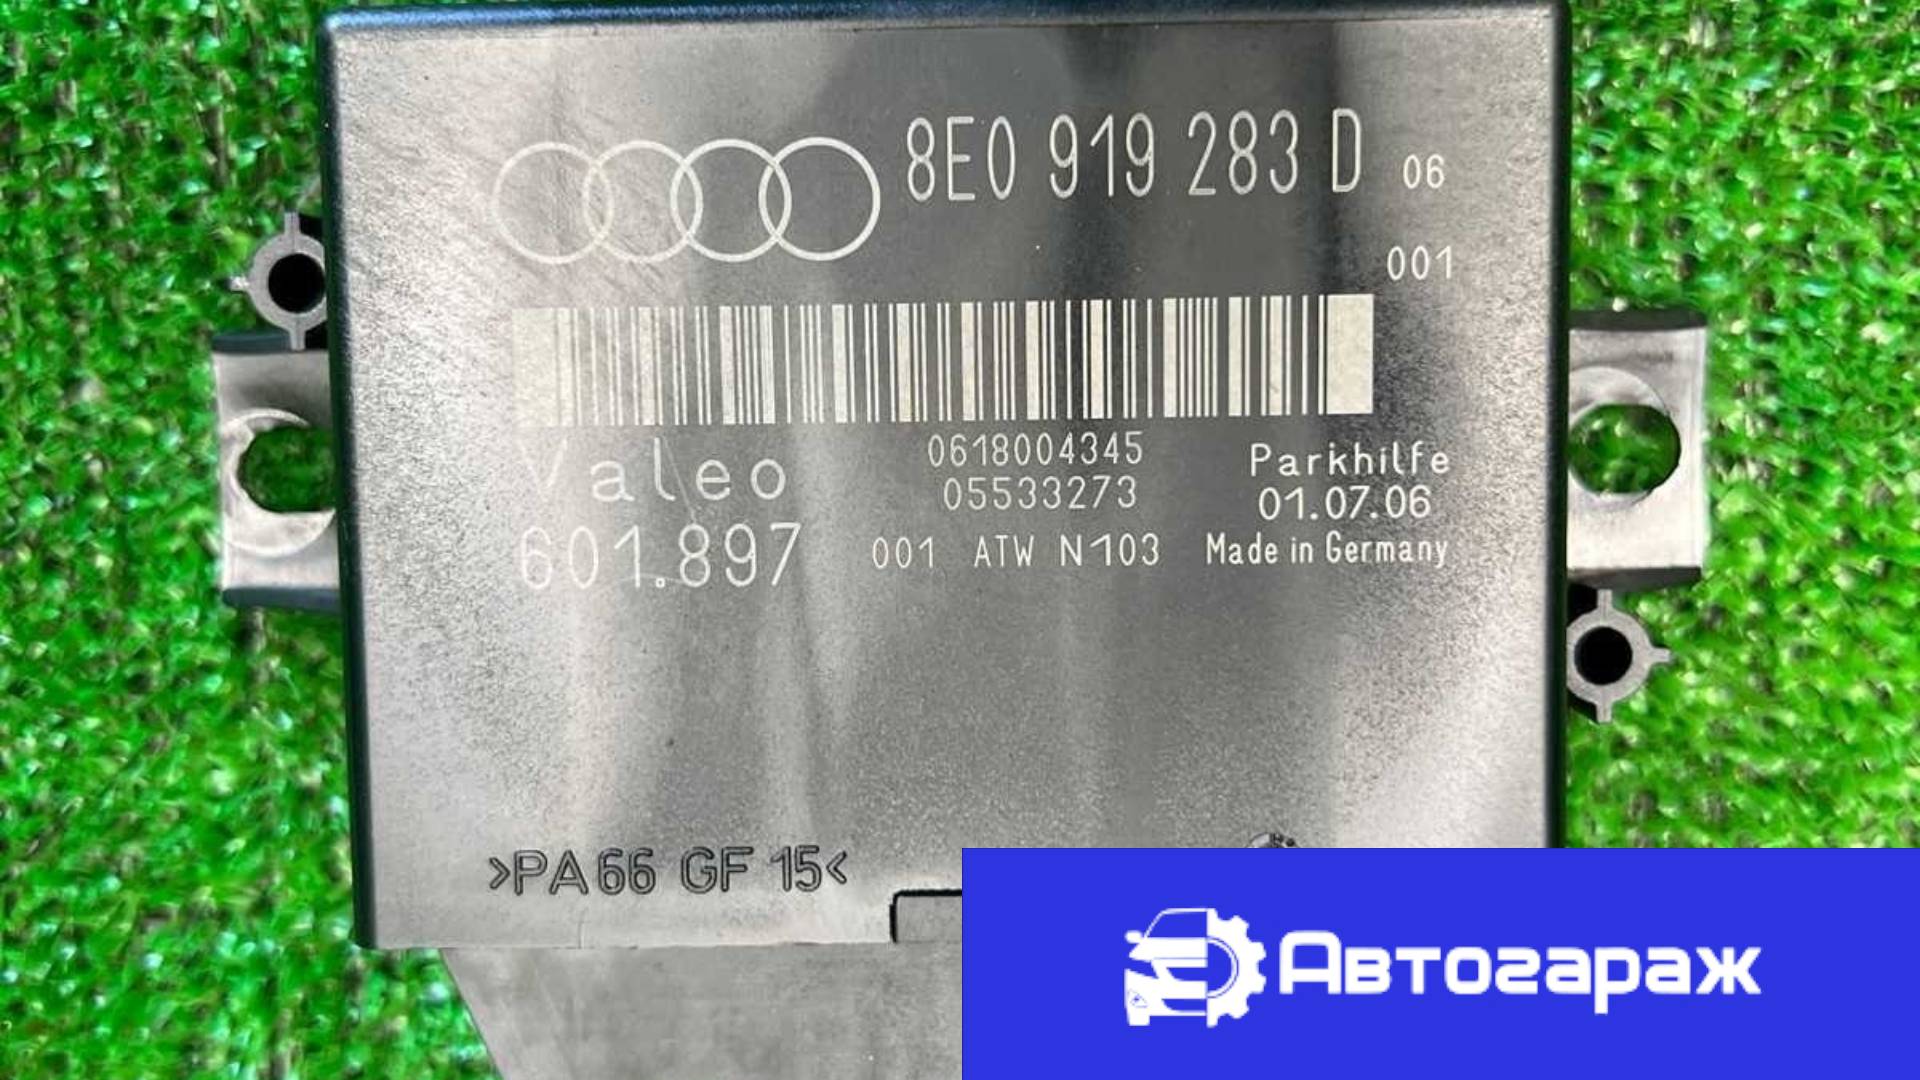 8E0 919 283 D 06
001
0618004345
Valeo
05533273
Parkhilfe
01.07.06
601.897
001 ATW N103
Made in Germany
>PA66 GF 15<
Автогараж